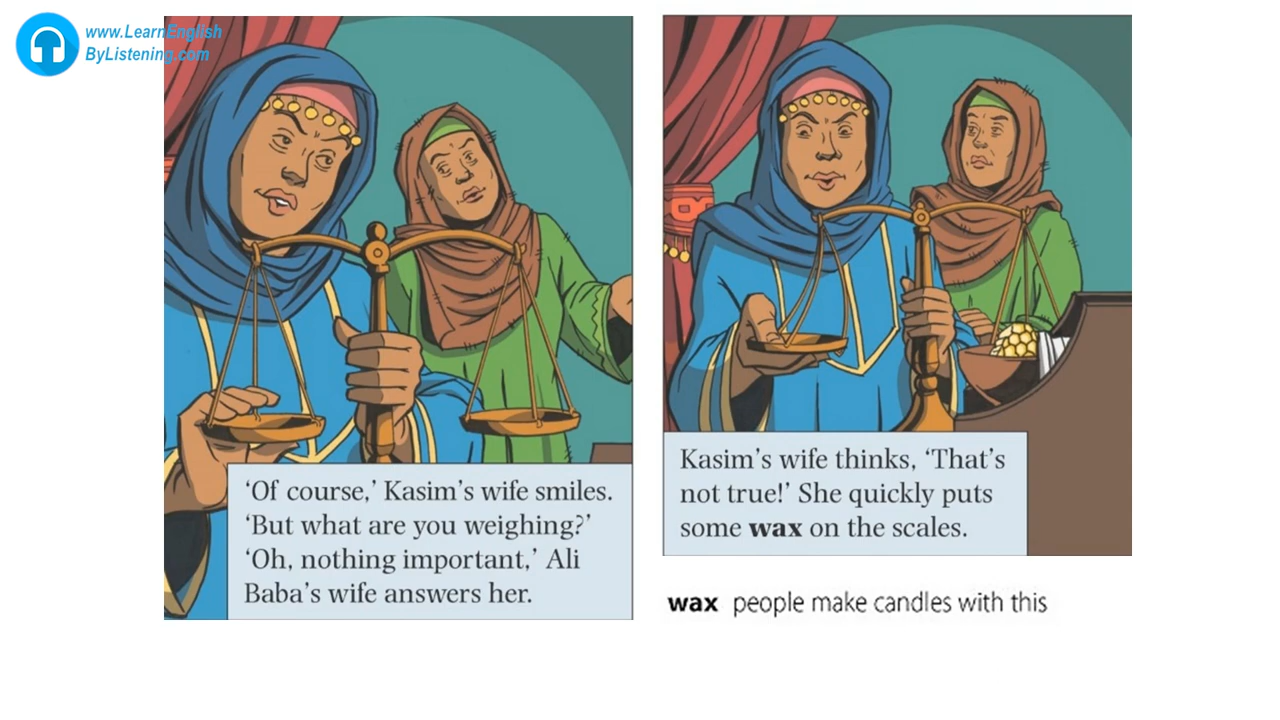 www.LearnEnglish
ByListening.com
‘Of course,’ Kasim’s wife smiles.
‘But what are you weighing?’
‘Oh, nothing important,’ Ali
Baba’s wife answers her.
Kasim’s wife thinks, ‘That’s
not true!’ She quickly puts
some wax on the scales.
wax people make candles with this